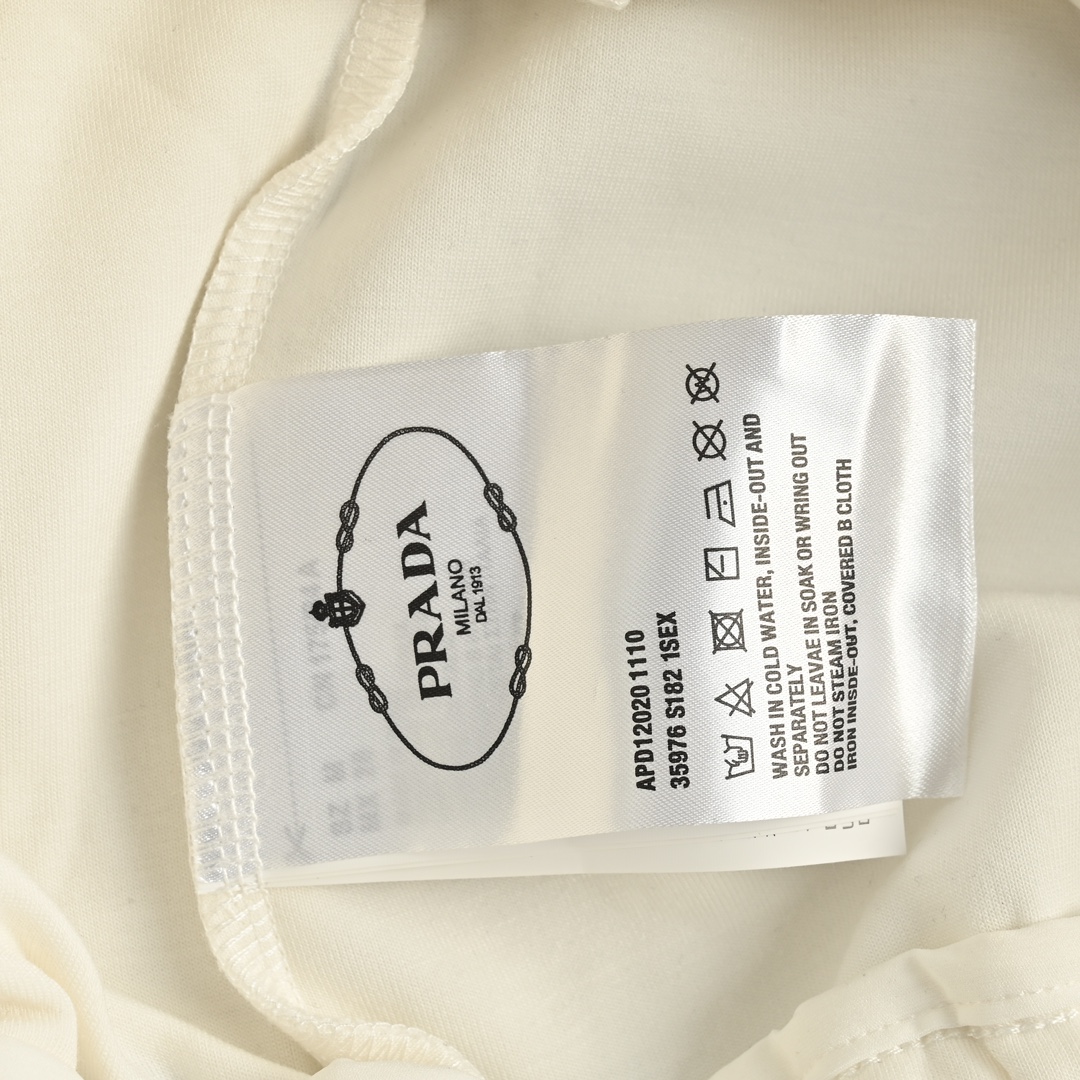 PRADA
MILANO
DAL 1913
APD12020 1110
35976 S182 1SEX
WASH IN COLD WATER, INSIDE-OUT AND
SEPARATELY
DO NOT LEAVAE IN SOAK OR WRING OUT
DO NOT STEAM IRON
IRON INISDE-OUT, COVERED B CLOTH